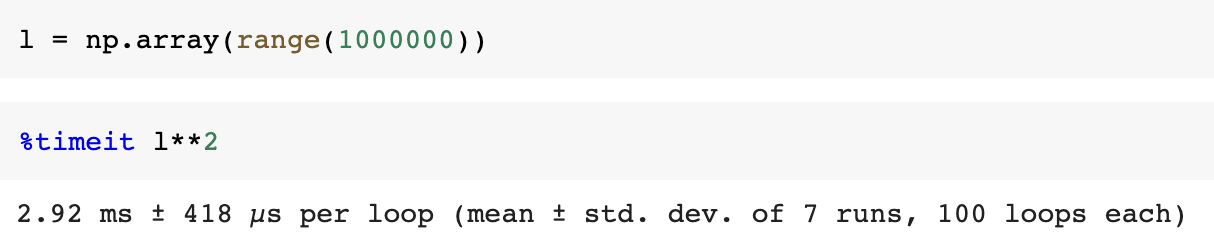 l = np.array(range(1000000))
%timeit l**2
2.92 ms ± 418 µs per loop (mean ± std. dev. of 7 runs, 100 loops each)